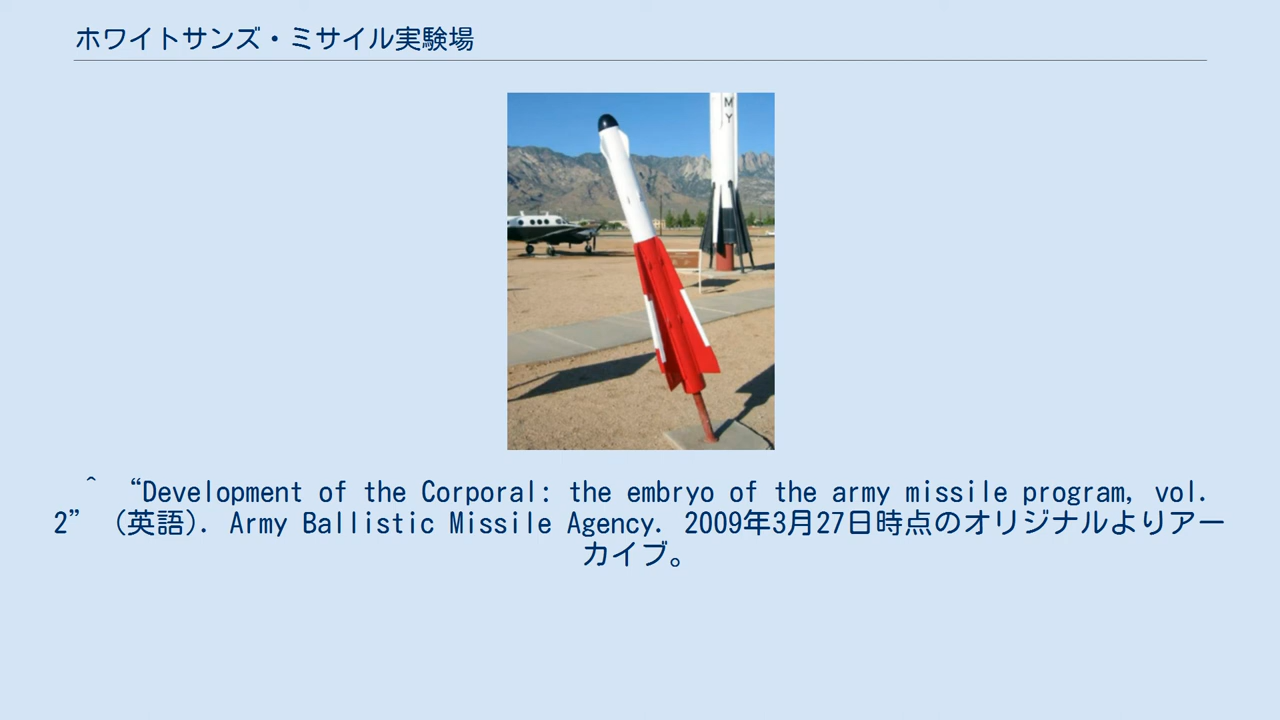 ホワイトサンズ・ミサイル実験場
M
Y
^ “Development of the Corporal: the embryo of the army missile program, vol.
2” (英語). Army Ballistic Missile Agency. 2009年3月27日時点のオリジナルよりアー
カイブ。